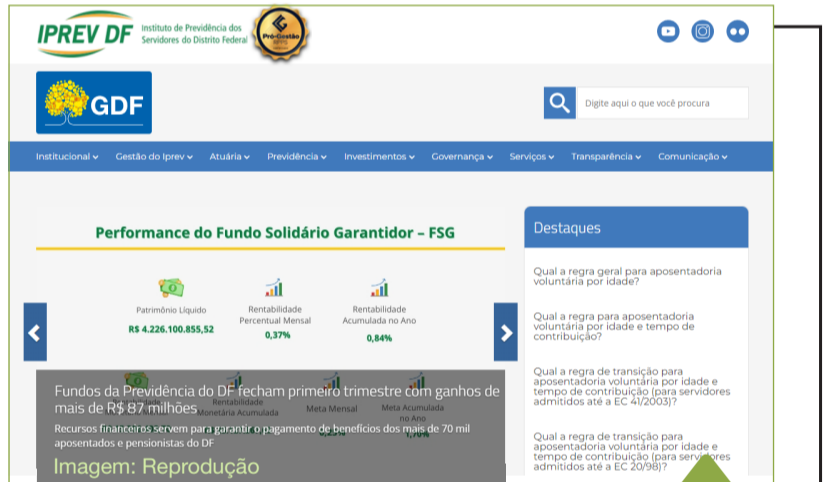 IPREV DF
Instituto de Previdência dos
Servidores do Distrito Federal
Pró-Gestão
GDF
Digite aqui o que você procura
Institucional Gestão do Iprev Atuária Previdência Investimentos Governança Serviços Transparência Comunicação
Performance do Fundo Solidário Garantidor – FSG
Patrimônio Líquido
R$ 4.226.100.855,52
Rentabilidade
Percentual Mensal
0,37%
Rentabilidade
Acumulada no Ano
0,84%
Rentabilidade
Monetária Acumulada
Meta Mensal
Meta Acumulada
no Ano
1,70%
Fundos da Previdência do DF fecham primeiro trimestre com ganhos de
mais de R$ 87 milhões
Recursos financeiros servem para garantir o pagamento de benefícios dos mais de 70 mil
aposentados e pensionistas do DF
Imagem: Reprodução
Destaques
Qual a regra geral para aposentadoria
voluntária por idade?
Qual a regra para aposentadoria
voluntária por idade e tempo de
contribuição?
Qual a regra de transição para
aposentadoria voluntária por idade e
tempo de contribuição (para servidores
admitidos até a EC 41/2003)?
Qual a regra de transição para
aposentadoria voluntária por idade e
tempo de contribuição (para servidores
admitidos até a EC 20/98)?